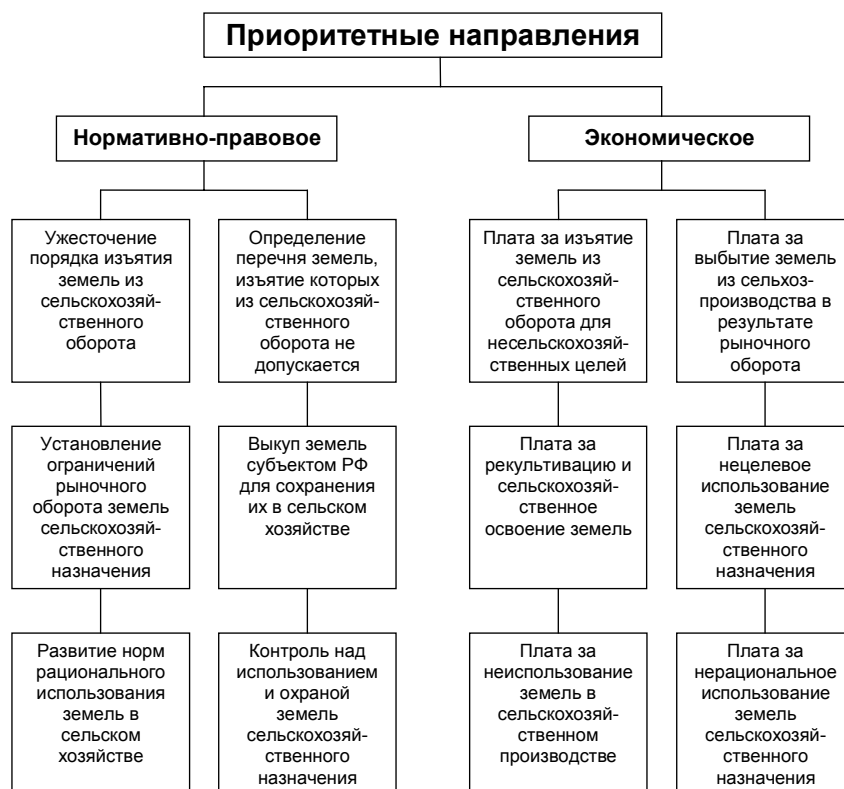 Приоритетные направления
Нормативно-правовое
Экономическое
Ужесточение
порядка изъятия
земель из
сельскохозяй-
ственного
оборота
Определение
перечня земель,
изъятие которых
из сельскохозяй-
ственного
оборота не
допускается
Плата за изъятие
земель из
сельскохозяй-
ственного
оборота для
несельскохозяй-
ственных целей
Плата за
выбытие земель
из сельхоз-
производства в
результате
рыночного
оборота
Установление
ограничений
рыночного
оборота земель
сельскохозяй-
ственного
назначения
Выкуп земель
субъектом РФ
для сохранения
их в сельском
хозяйстве
Плата за
рекультивацию и
сельскохозяй-
ственное
освоение земель
Плата за
нецелевое
использование
земель
сельскохозяй-
ственного
назначения
Развитие норм
рационального
использования
земель в
сельском
хозяйстве
Контроль над
использованием
и охраной
земель
сельскохозяй-
ственного
назначения
Плата за
неиспользование
земель в
сельскохозяй-
ственном
производстве
Плата за
нерациональное
использование
земель
сельскохозяй-
ственного
назначения